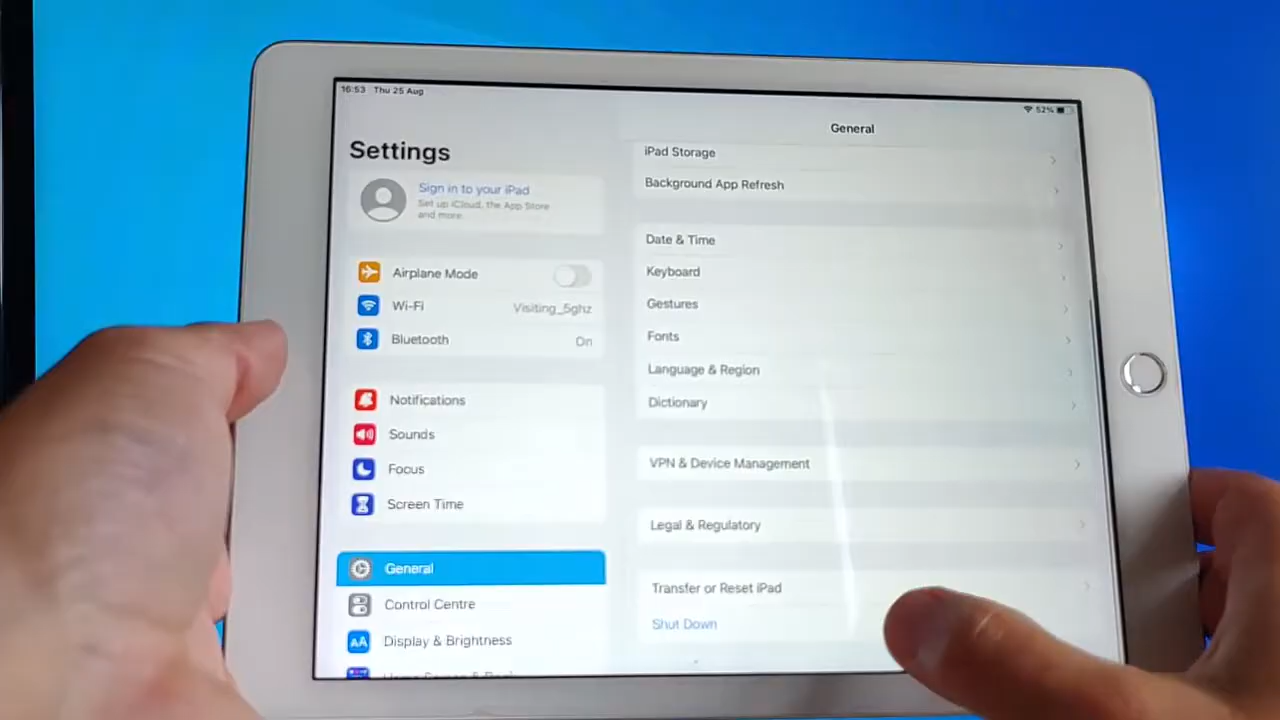 16:53 Thu 25 Aug
52%
Settings
Sign in to your iPad
Set up iCloud, the App Store
and more.
Airplane Mode
Wi-Fi Visiting_5ghz
Bluetooth On
Notifications
Sounds
Focus
Screen Time
General
Control Centre
AA Display & Brightness
General
iPad Storage
Background App Refresh
Date & Time
Keyboard
Gestures
Fonts
Language & Region
Dictionary
VPN & Device Management
Legal & Regulatory
Transfer or Reset iPad
Shut Down